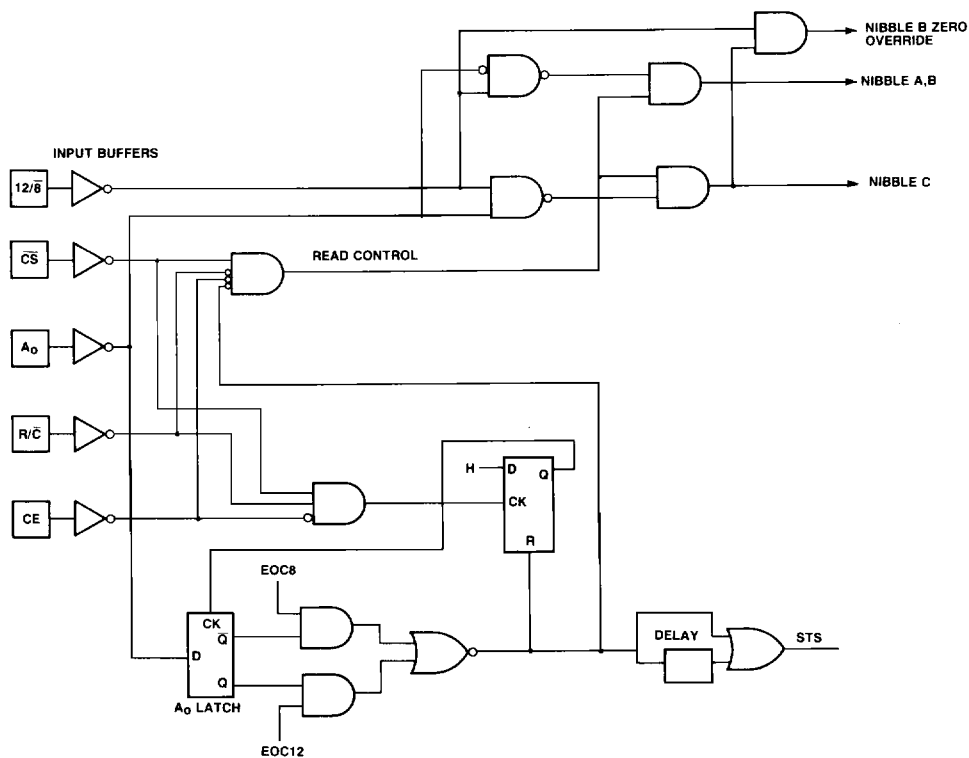 NIBBLE B ZERO
OVERRIDE
NIBBLE A,B
INPUT BUFFERS
12/8̅
NIBBLE C
C̅S̅
READ CONTROL
A₀
R/C̅
H
D
Q
CK
CE
R
EOC8
CK
Q̅
D
Q
DELAY
STS
A₀ LATCH
EOC12